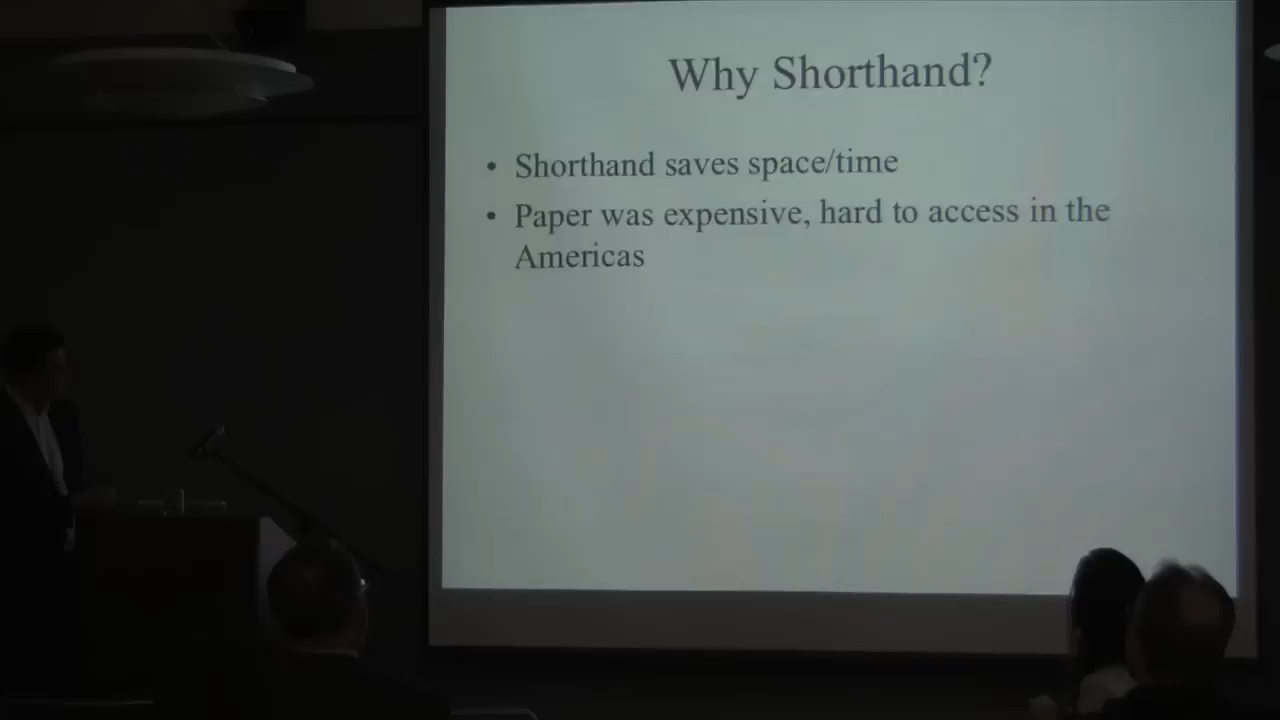 Why Shorthand?
• Shorthand saves space/time
• Paper was expensive, hard to access in the
Americas